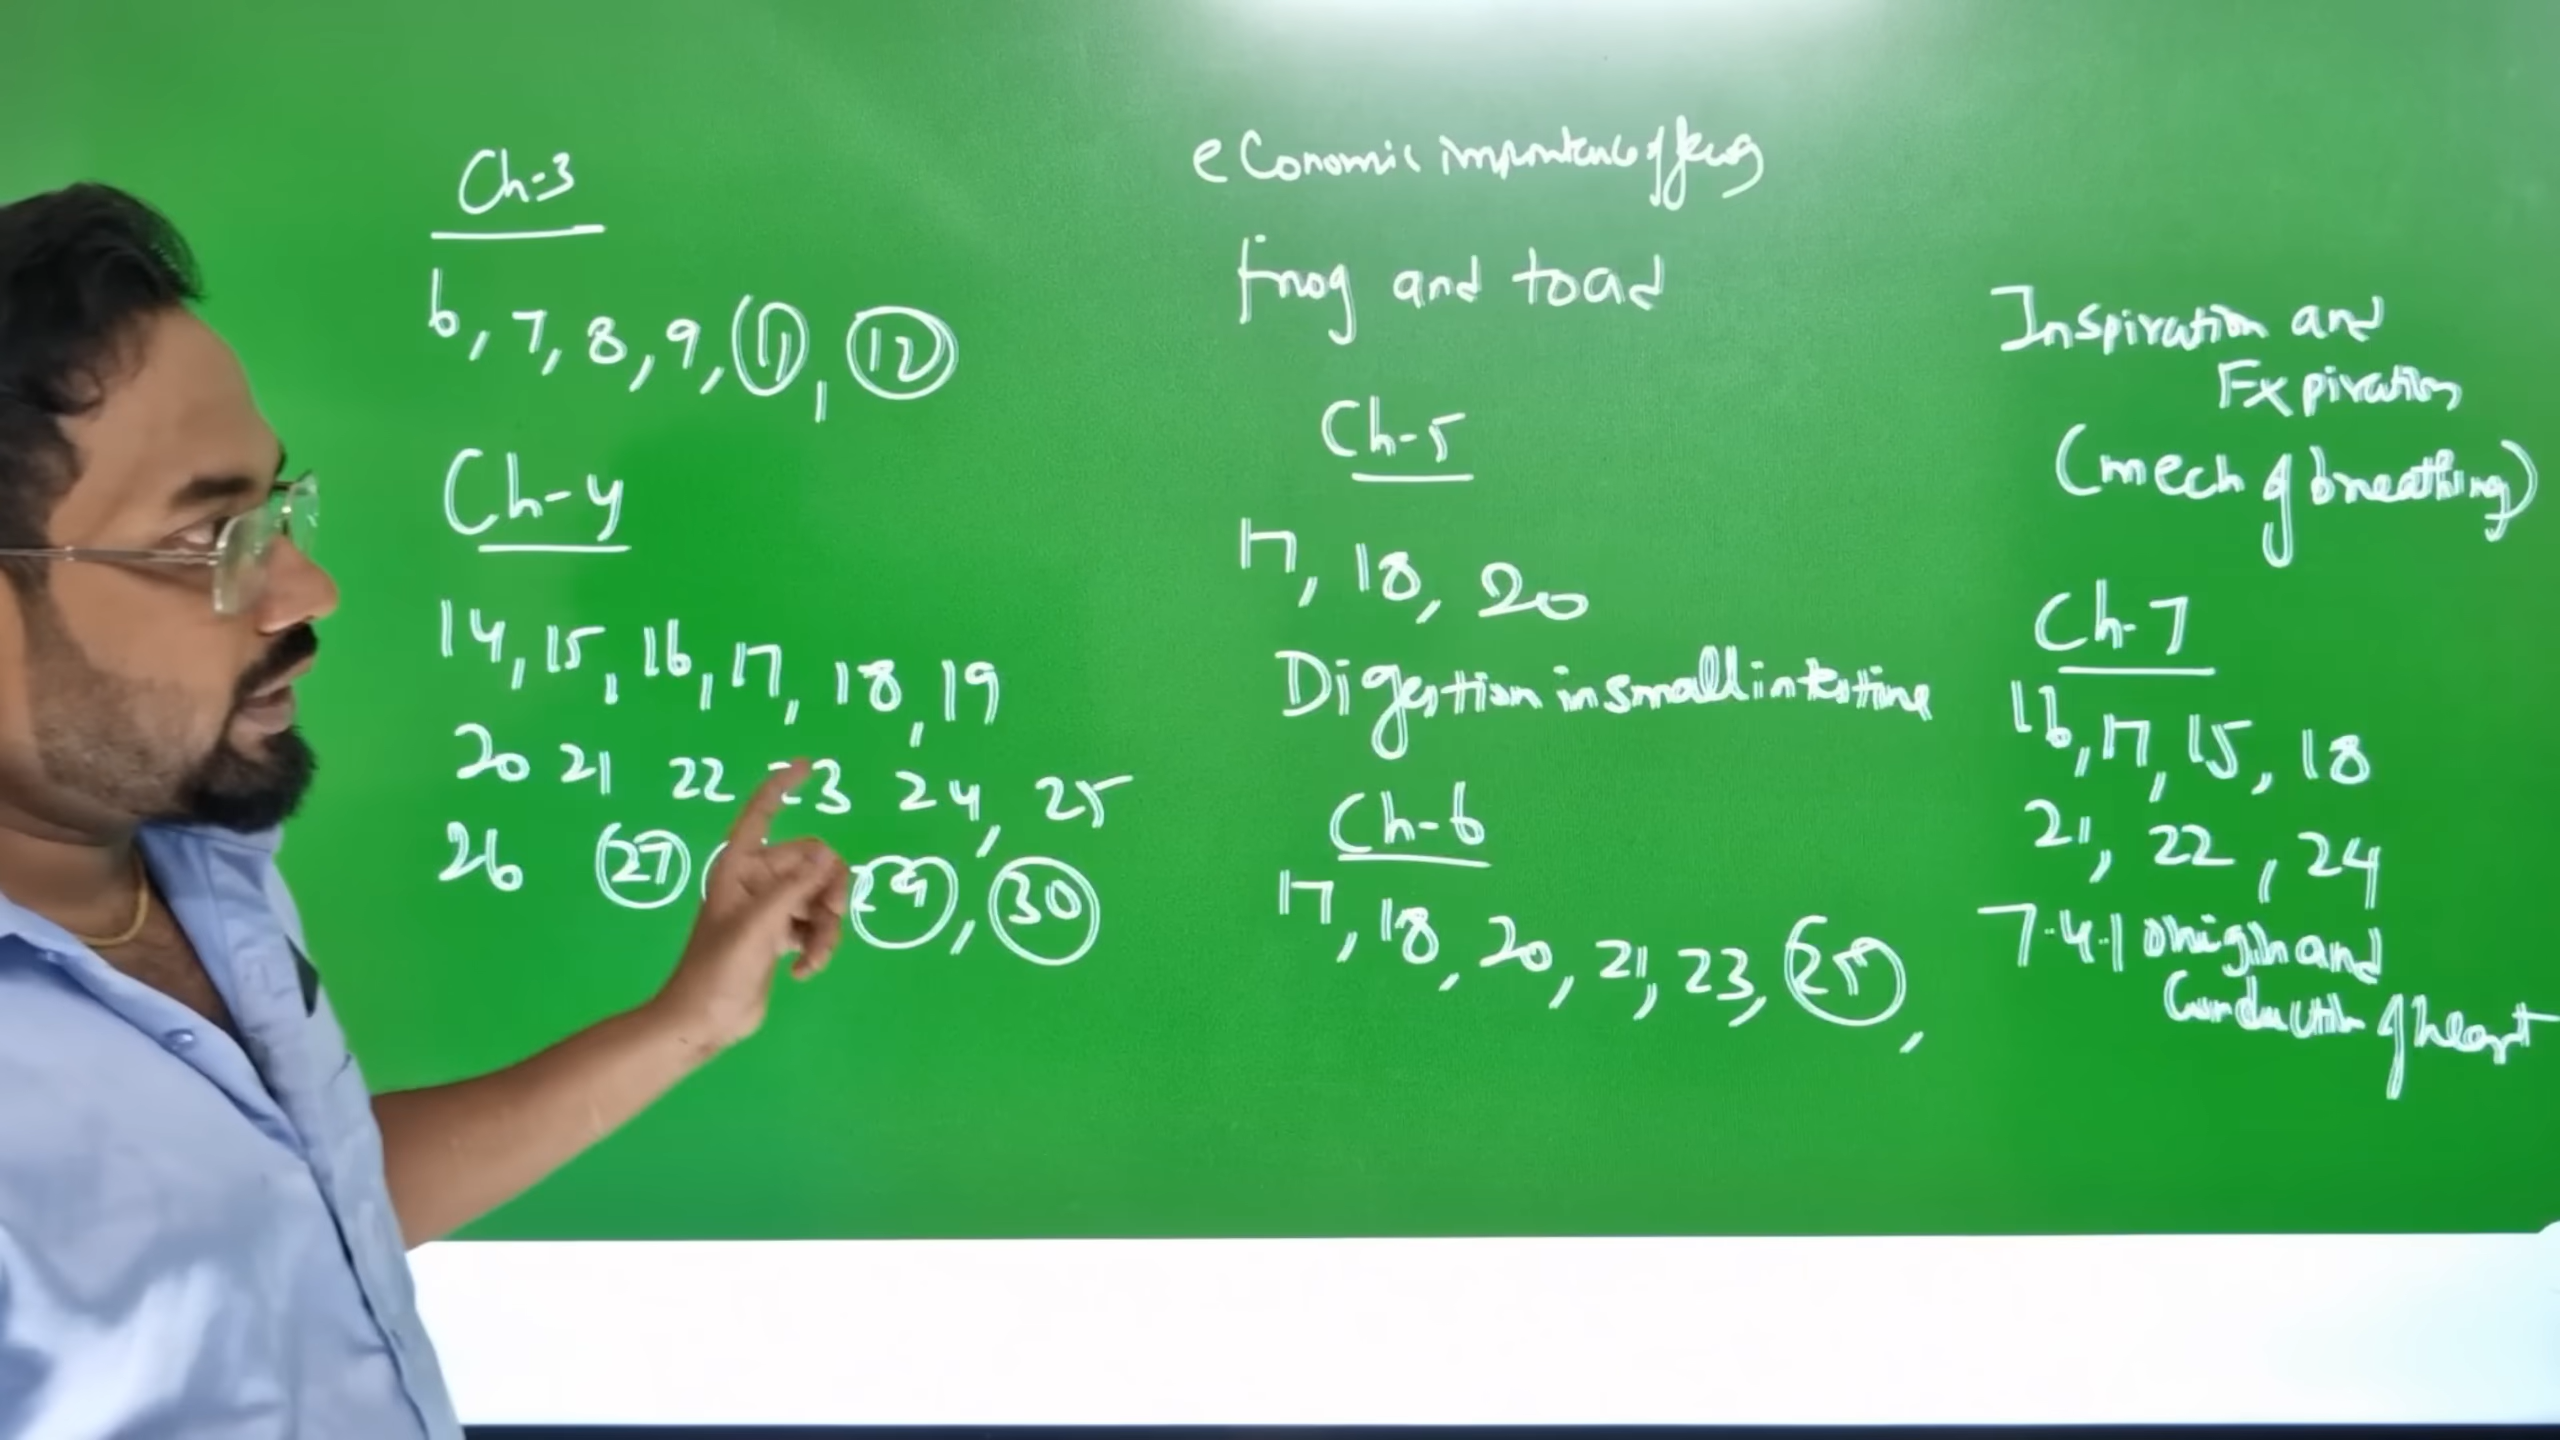 Ch-3
6, 7, 8, 9, 11, 12
Ch-4
14, 15, 16, 17, 18, 19
20 21 22 23 24, 25
26 27 29, 30
economic importance of frog
frog and toad
Ch-5
17, 18, 20
Digestion in small intestine
Ch-6
17, 18, 20, 21, 23, 25,
Inspiration and
Expiration
(mech of breathing)
Ch-7
16, 17, 15, 18
21, 22, 24
7.4.1 origin and
Conduction of heart